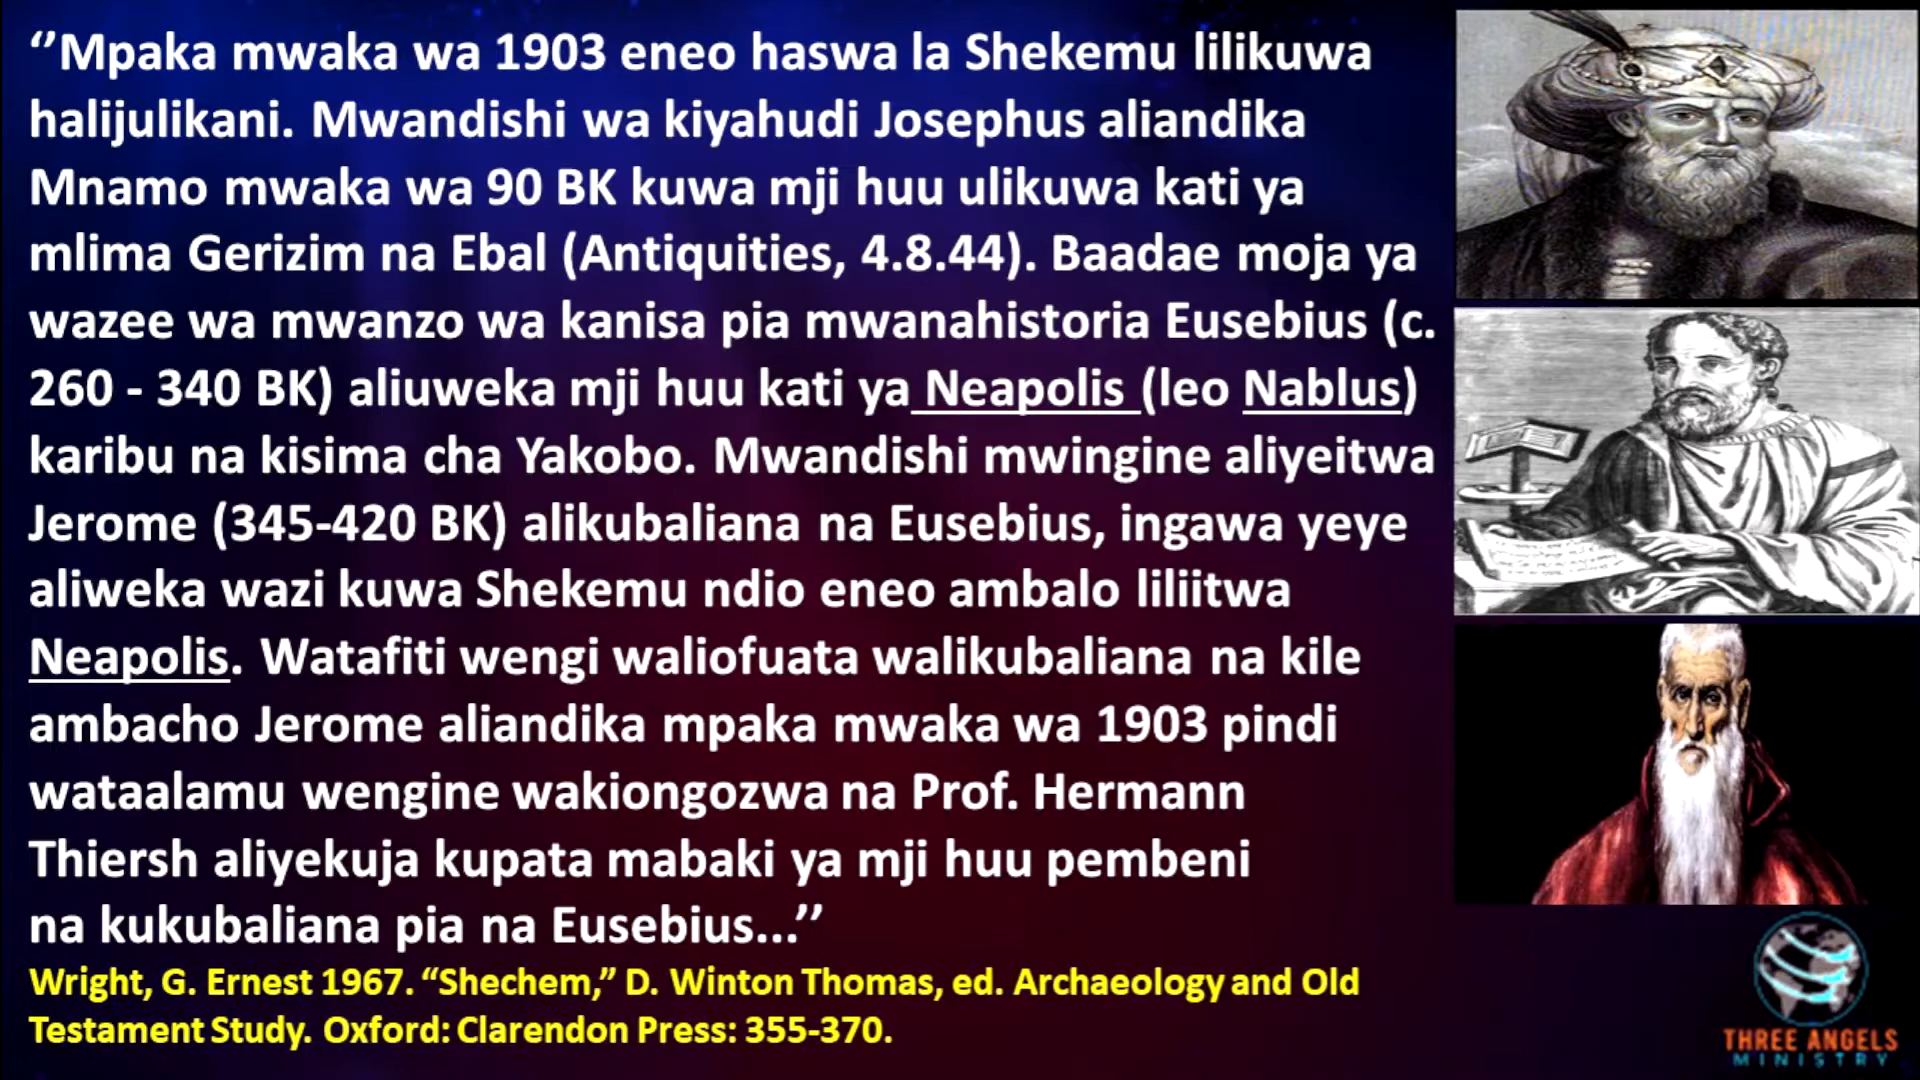 ‘’Mpaka mwaka wa 1903 eneo haswa la Shekemu lilikuwa
halijulikani. Mwandishi wa kiyahudi Josephus aliandika
Mnamo mwaka wa 90 BK kuwa mji huu ulikuwa kati ya
mlima Gerizim na Ebal (Antiquities, 4.8.44). Baadae moja ya
wazee wa mwanzo wa kanisa pia mwanahistoria Eusebius (c.
260 - 340 BK) aliuweka mji huu kati ya Neapolis (leo Nablus)
karibu na kisima cha Yakobo. Mwandishi mwingine aliyeitwa
Jerome (345-420 BK) alikubaliana na Eusebius, ingawa yeye
aliweka wazi kuwa Shekemu ndio eneo ambalo liliitwa
Neapolis. Watafiti wengi waliofuata walikubaliana na kile
ambacho Jerome aliandika mpaka mwaka wa 1903 pindi
wataalamu wengine wakiongozwa na Prof. Hermann
Thiersh aliyekuja kupata mabaki ya mji huu pembeni
na kukubaliana pia na Eusebius...’’
Wright, G. Ernest 1967. “Shechem,” D. Winton Thomas, ed. Archaeology and Old
Testament Study. Oxford: Clarendon Press: 355-370.
THREE ANGELS
MINISTRY